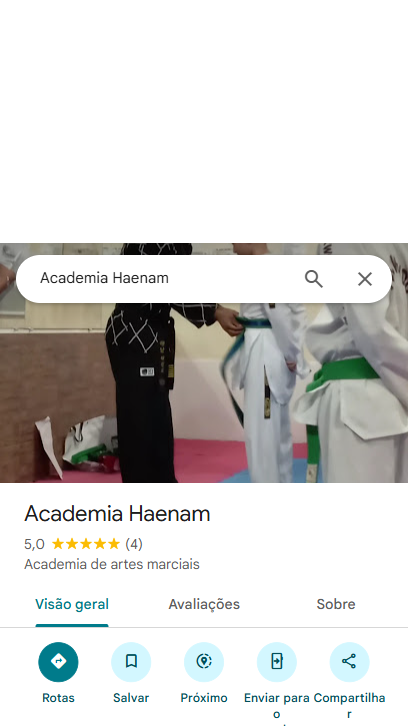 Academia Haenam
Academia Haenam
5,0 (4)
Academia de artes marciais
Visão geral Avaliações Sobre
Rotas Salvar Próximo Enviar para Compartilha
o r